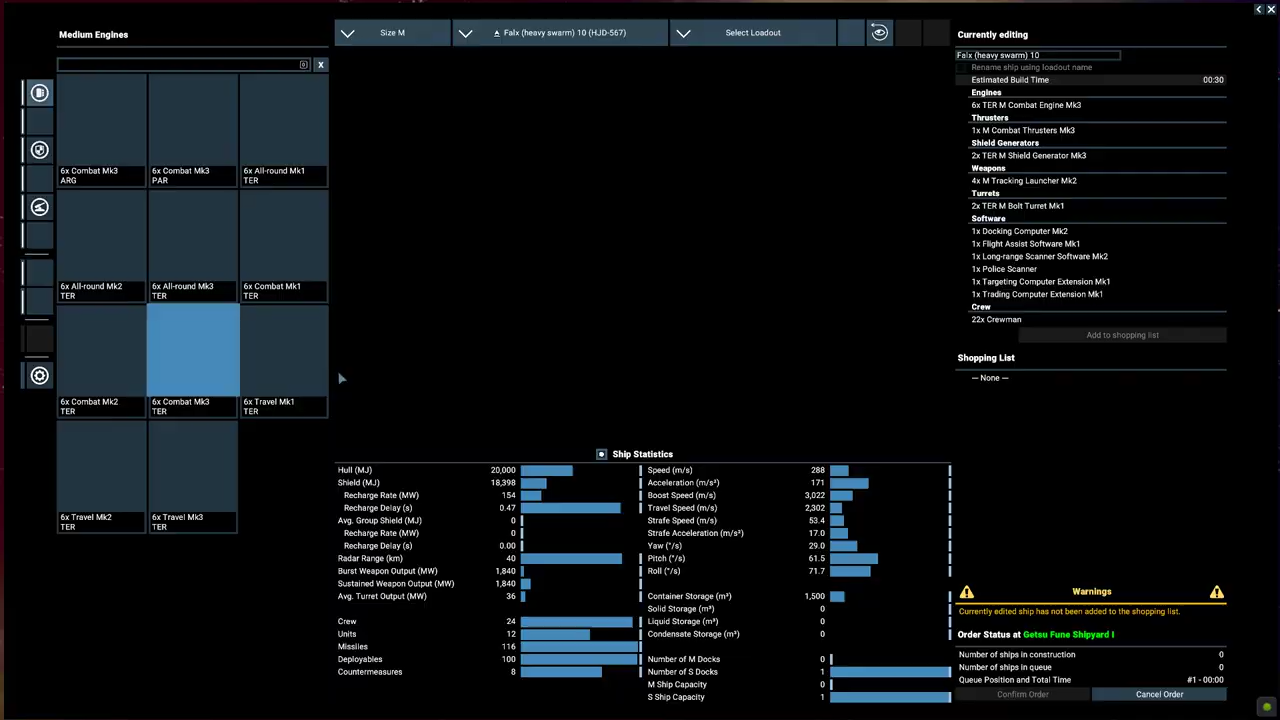 Medium Engines
Size M
Falx (heavy swarm) 10 (HJD-567)
Select Loadout
x
6x Combat Mk3
ARG
6x Combat Mk3
PAR
6x All-round Mk1
TER
6x All-round Mk2
TER
6x All-round Mk3
TER
6x Combat Mk1
TER
6x Combat Mk2
TER
6x Combat Mk3
TER
6x Travel Mk1
TER
6x Travel Mk2
TER
6x Travel Mk3
TER
Ship Statistics
Hull (MJ) 20,000
Shield (MJ) 18,398
Recharge Rate (MW) 154
Recharge Delay (s) 0.47
Avg. Group Shield (MJ) 0
Recharge Rate (MW) 0
Recharge Delay (s) 0.00
Radar Range (km) 40
Burst Weapon Output (MW) 1,840
Sustained Weapon Output (MW) 1,840
Avg. Turret Output (MW) 36
Crew 24
Units 12
Missiles 116
Deployables 100
Countermeasures 8
Speed (m/s) 288
Acceleration (m/s²) 171
Boost Speed (m/s) 3,022
Travel Speed (m/s) 2,302
Strafe Speed (m/s) 53.4
Strafe Acceleration (m/s²) 17.0
Yaw (°/s) 29.0
Pitch (°/s) 61.5
Roll (°/s) 71.7
Container Storage (m³) 1,500
Solid Storage (m³) 0
Liquid Storage (m³) 0
Condensate Storage (m³) 0
Number of M Docks 0
Number of S Docks 1
M Ship Capacity 0
S Ship Capacity 1
Currently editing
Falx (heavy swarm) 10
Rename ship using loadout name
Estimated Build Time 00:30
Engines
6x TER M Combat Engine Mk3
Thrusters
1x M Combat Thrusters Mk3
Shield Generators
2x TER M Shield Generator Mk3
Weapons
4x M Tracking Launcher Mk2
Turrets
2x TER M Bolt Turret Mk1
Software
1x Docking Computer Mk2
1x Flight Assist Software Mk1
1x Long-range Scanner Software Mk2
1x Police Scanner
1x Targeting Computer Extension Mk1
1x Trading Computer Extension Mk1
Crew
22x Crewman
Add to shopping list
Shopping List
— None —
Warnings
Currently edited ship has not been added to the shopping list.
Order Status at Getsu Fune Shipyard I
Number of ships in construction 0
Number of ships in queue 0
Queue Position and Total Time #1 - 00:00
Confirm Order
Cancel Order